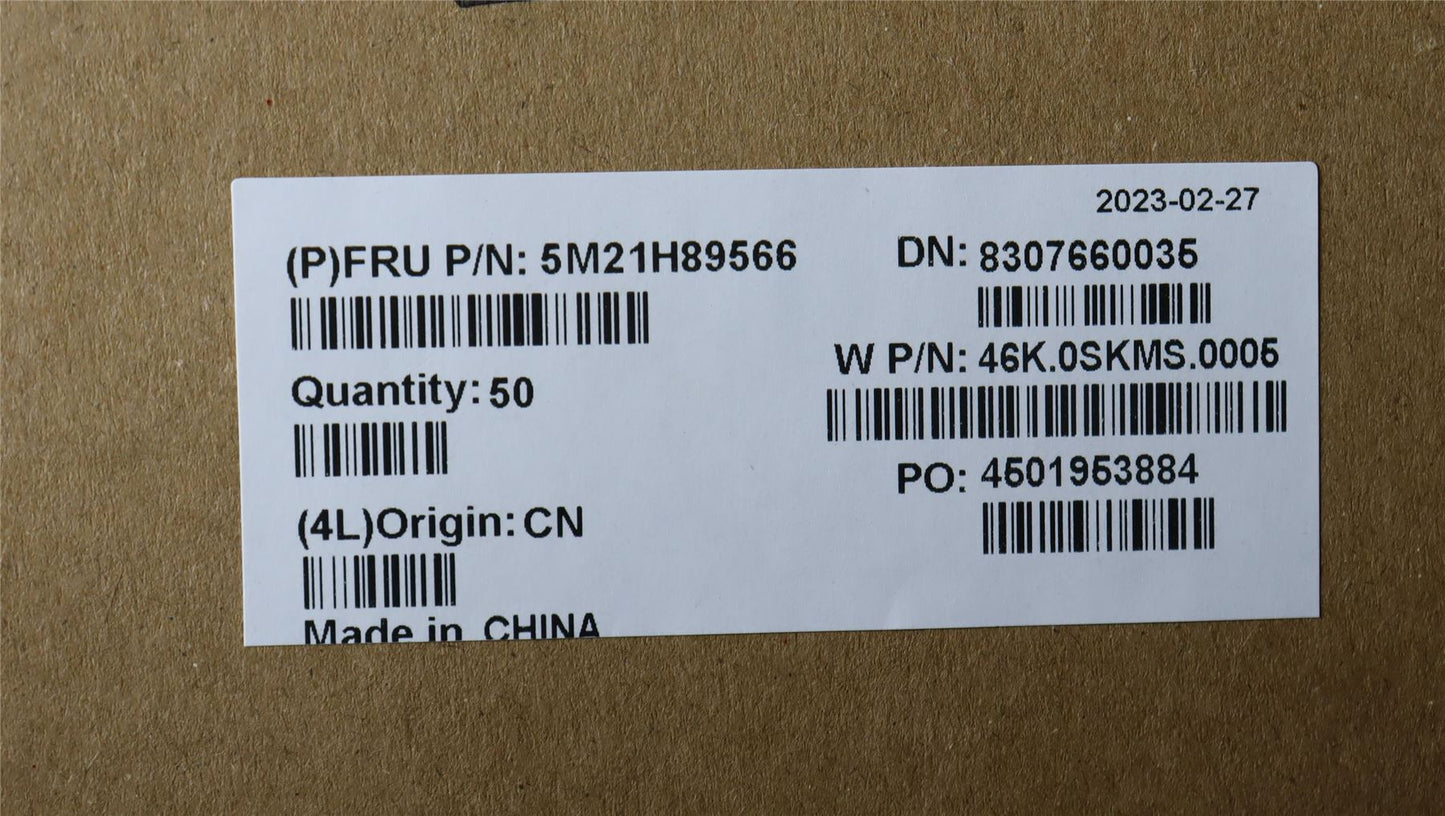 2023-02-27
(P)FRU P/N: 5M21H89566
DN: 8307660035
W P/N: 46K.0SKMS.0005
Quantity: 50
PO: 4501953884
(4L)Origin: CN
Made in CHINA